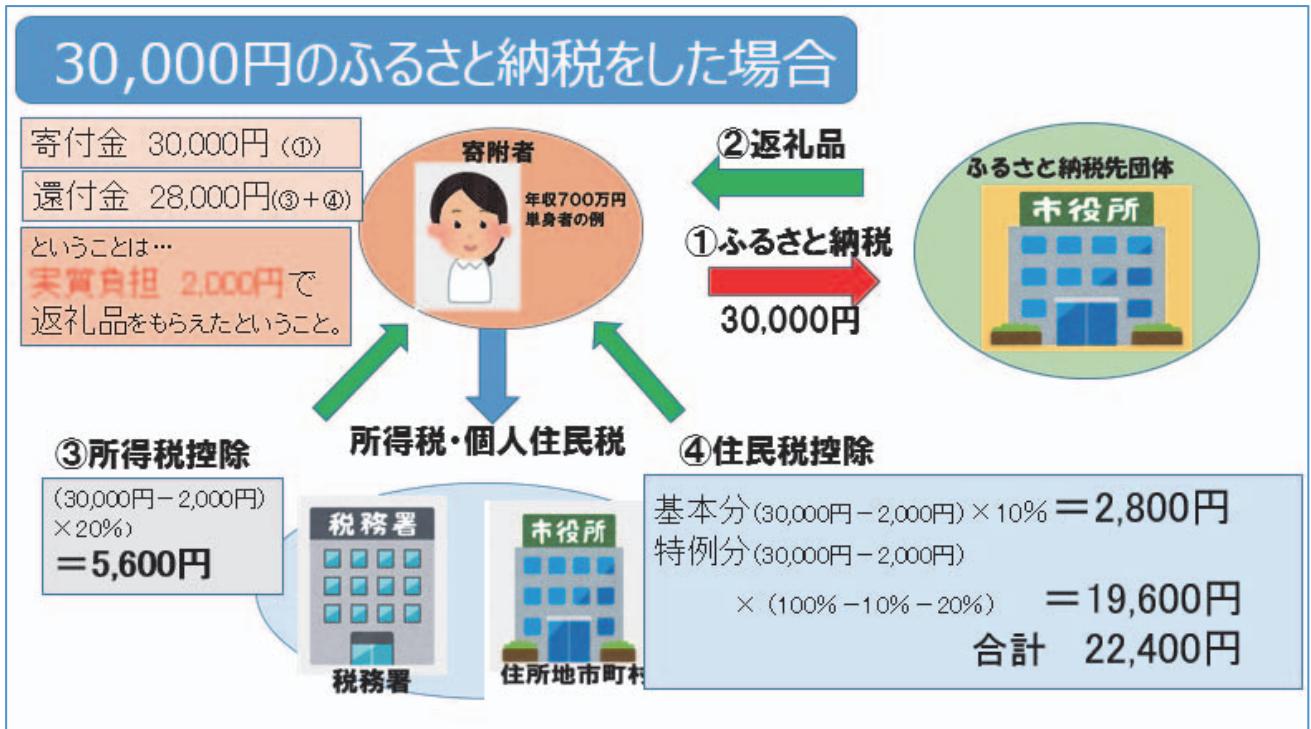 30,000円のふるさと納税をした場合
寄付金 30,000円(①)
還付金 28,000円(③+④)
ということは…
実質負担 2,000円で
返礼品をもらえたということ。
寄附者
年収700万円
単身者の例
②返礼品
①ふるさと納税
30,000円
ふるさと納税先団体
市役所
所得税・個人住民税
③所得税控除
(30,000円-2,000円)
×20%)
=5,600円
税務署
税務署
市役所
住所地市町村
④住民税控除
基本分(30,000円-2,000円)×10%=2,800円
特例分(30,000円-2,000円)
×(100%-10%-20%) =19,600円
合計 22,400円